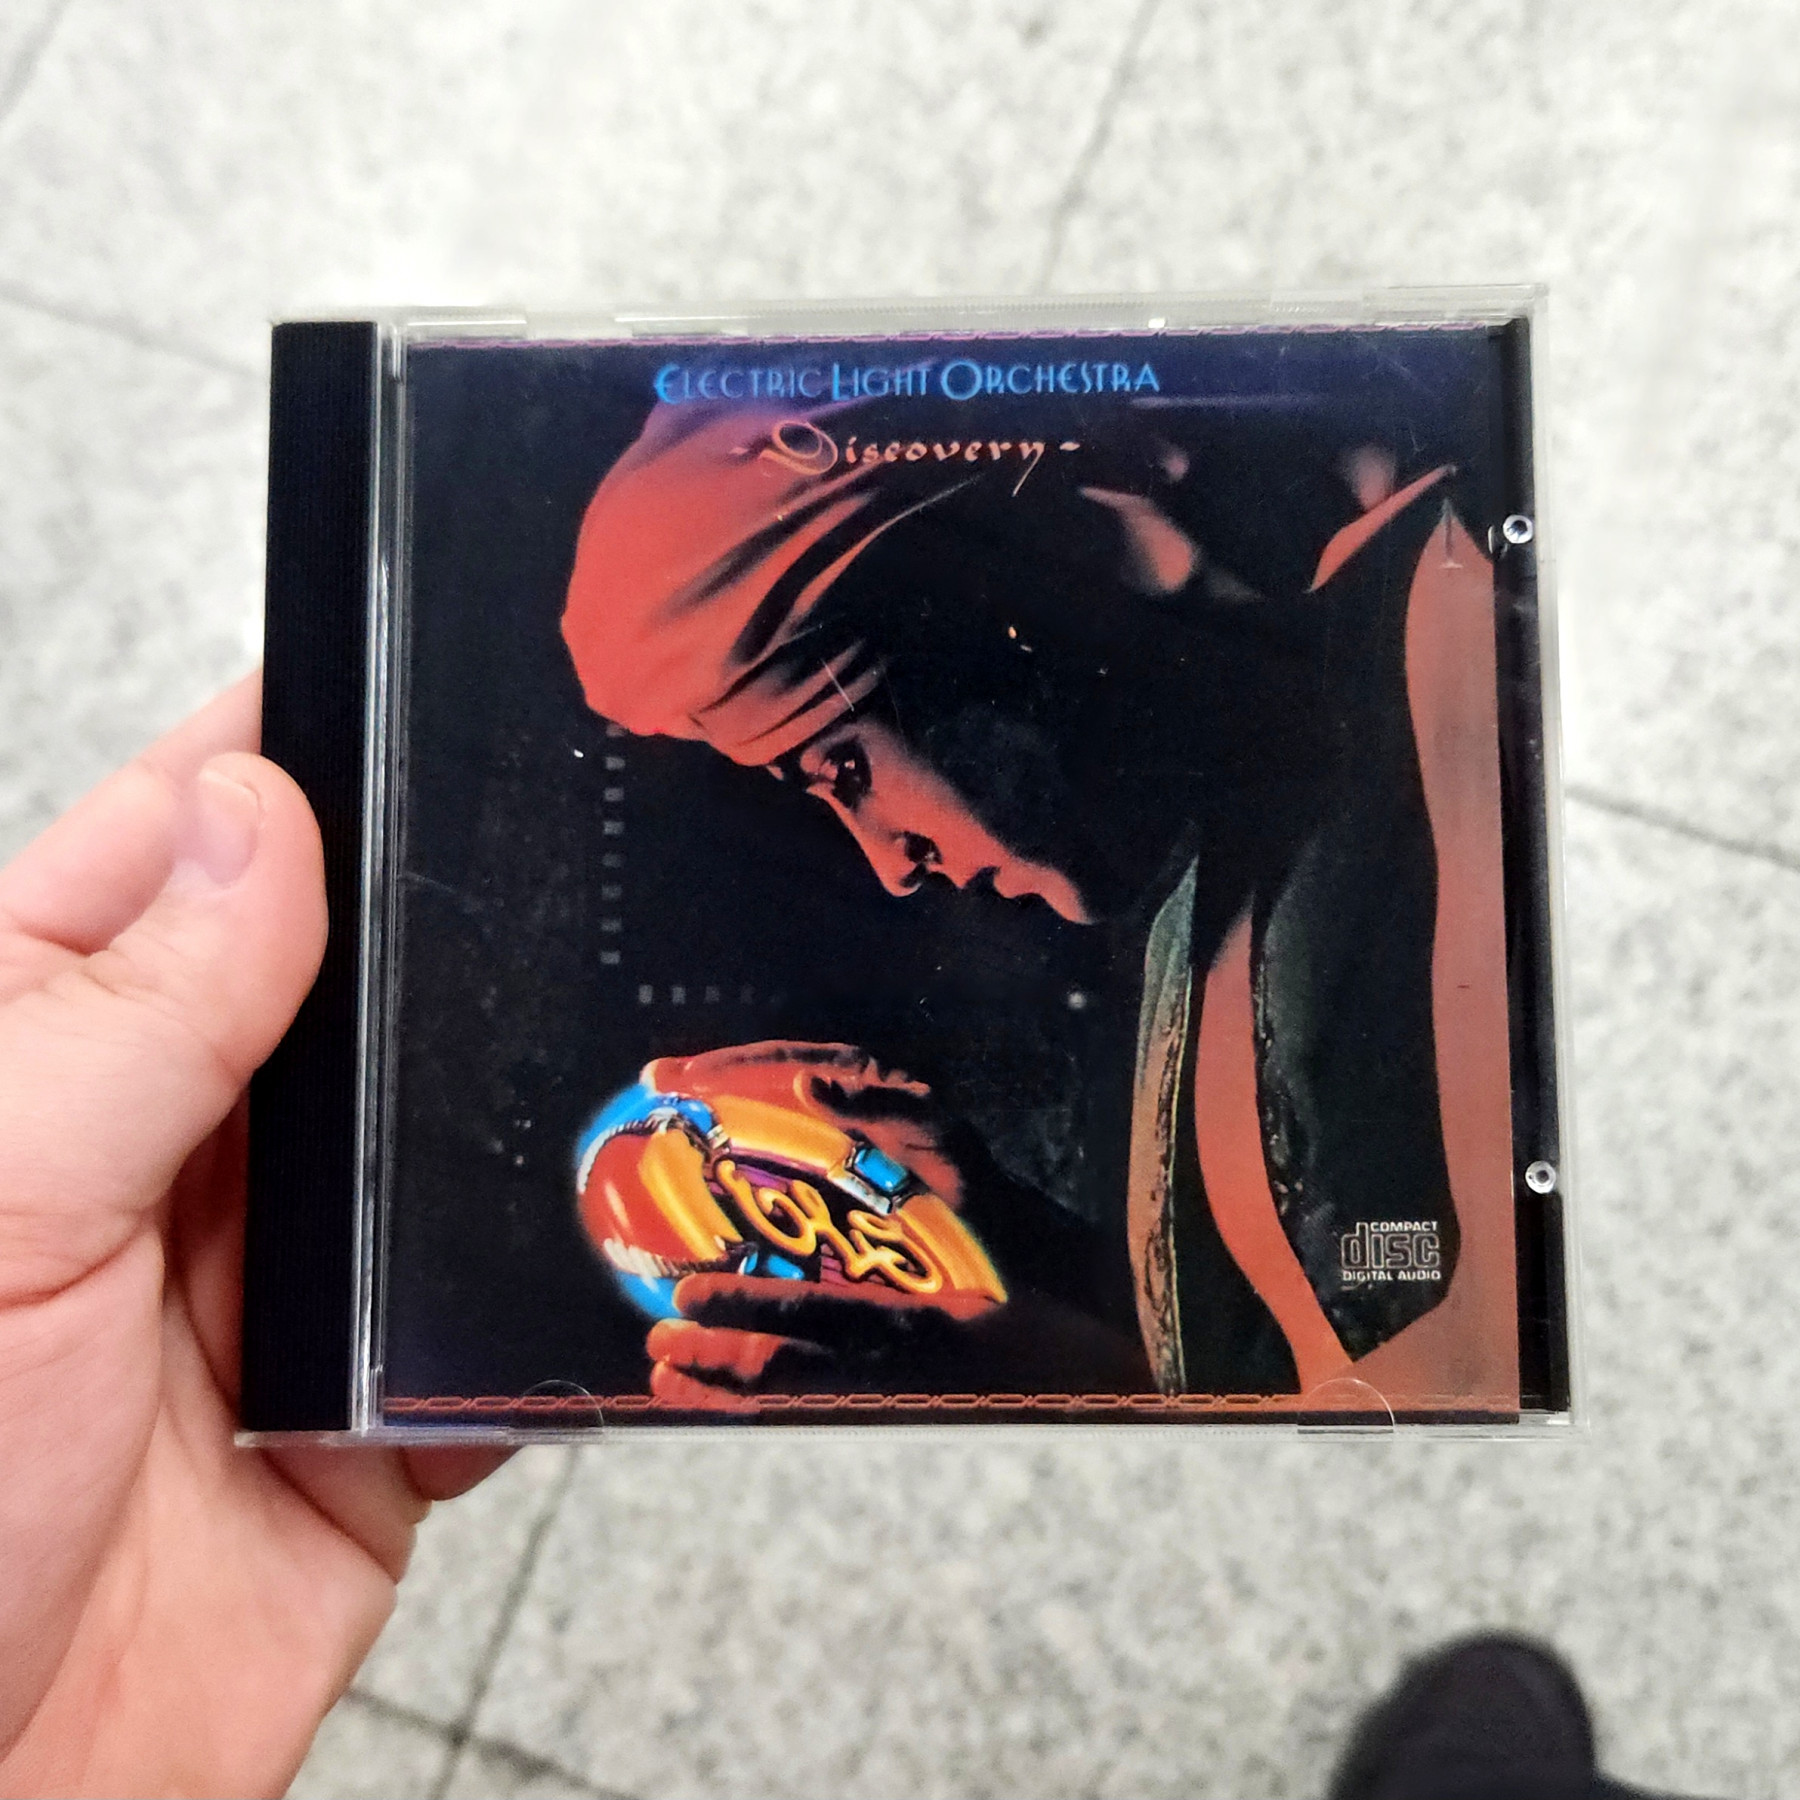 ELECTRIC LIGHT ORCHESTRA
-Discovery-
ELO
COMPACT
disc
DIGITAL AUDIO